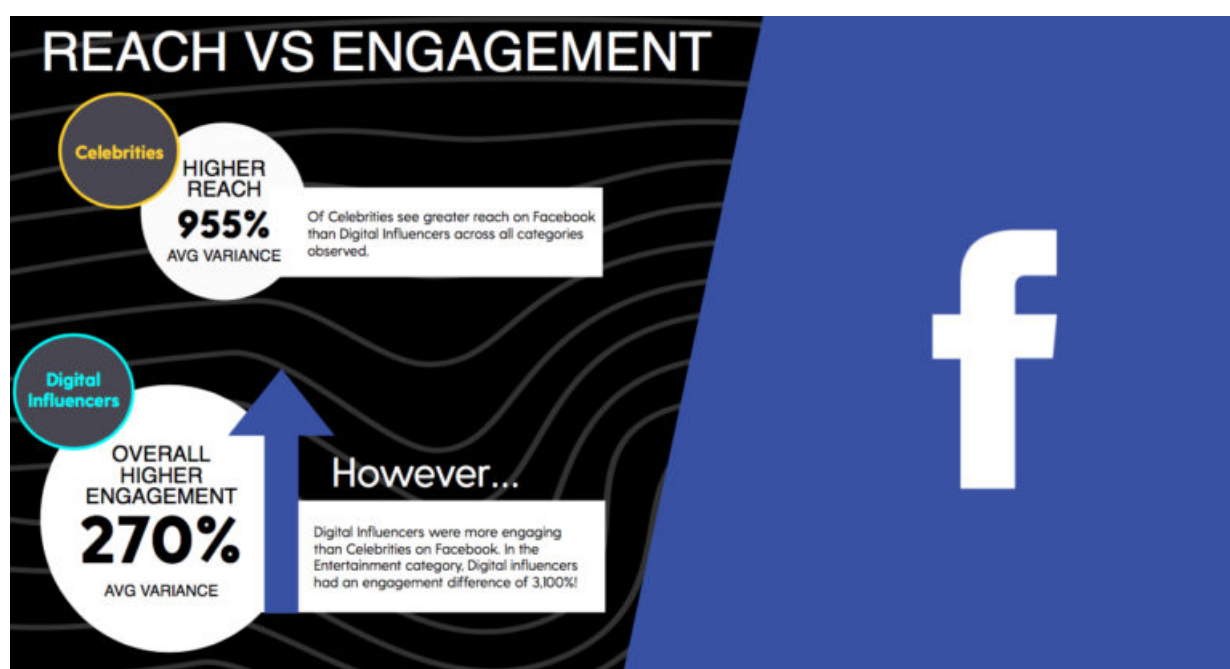 REACH VS ENGAGEMENT
Celebrities
HIGHER
REACH
955%
AVG VARIANCE
Of Celebrities see greater reach on Facebook
than Digital Influencers across all categories
observed.
Digital
Influencers
OVERALL
HIGHER
ENGAGEMENT
270%
AVG VARIANCE
However...
Digital Influencers were more engaging
than Celebrities on Facebook. In the
Entertainment category, Digital influencers
had an engagement difference of 3,100%!
f